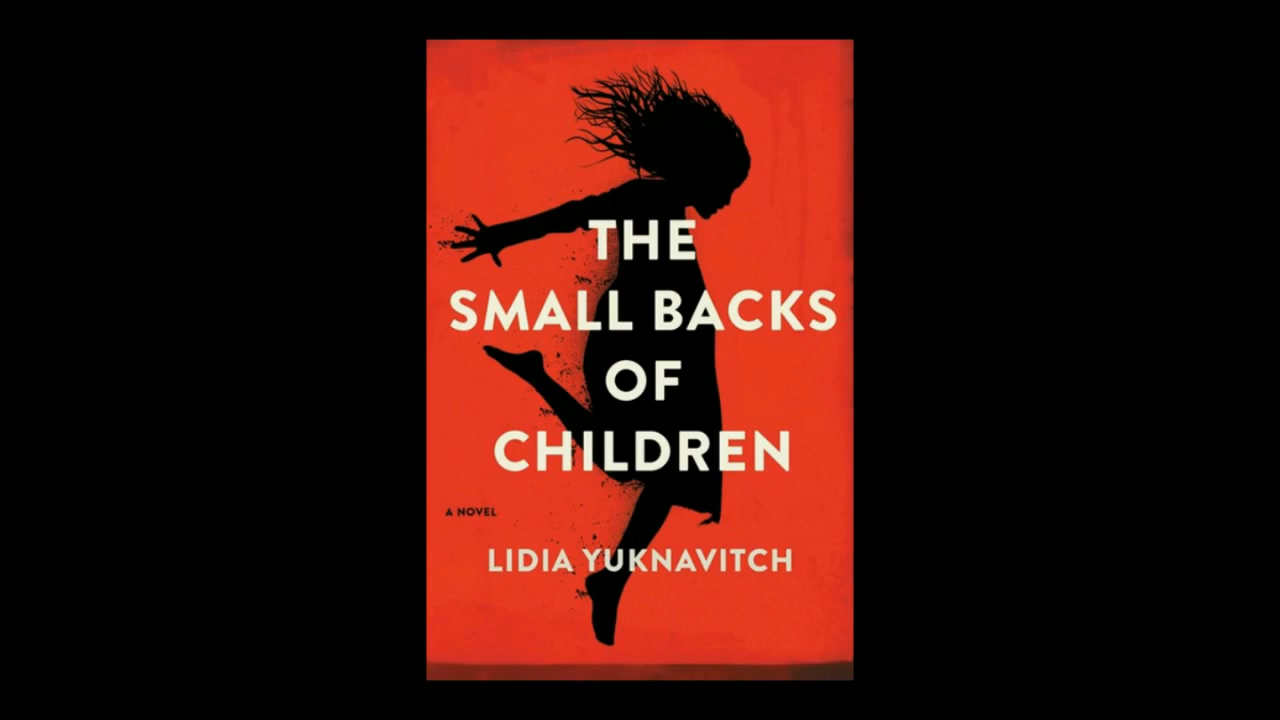 THE
SMALL BACKS
OF
CHILDREN
A NOVEL
LIDIA YUKNAVITCH